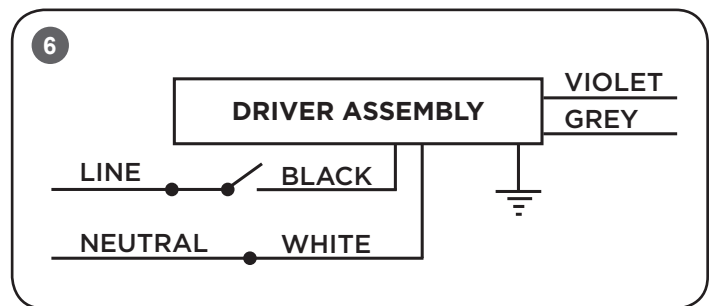 6
VIOLET
DRIVER ASSEMBLY
GREY
LINE
BLACK
NEUTRAL
WHITE